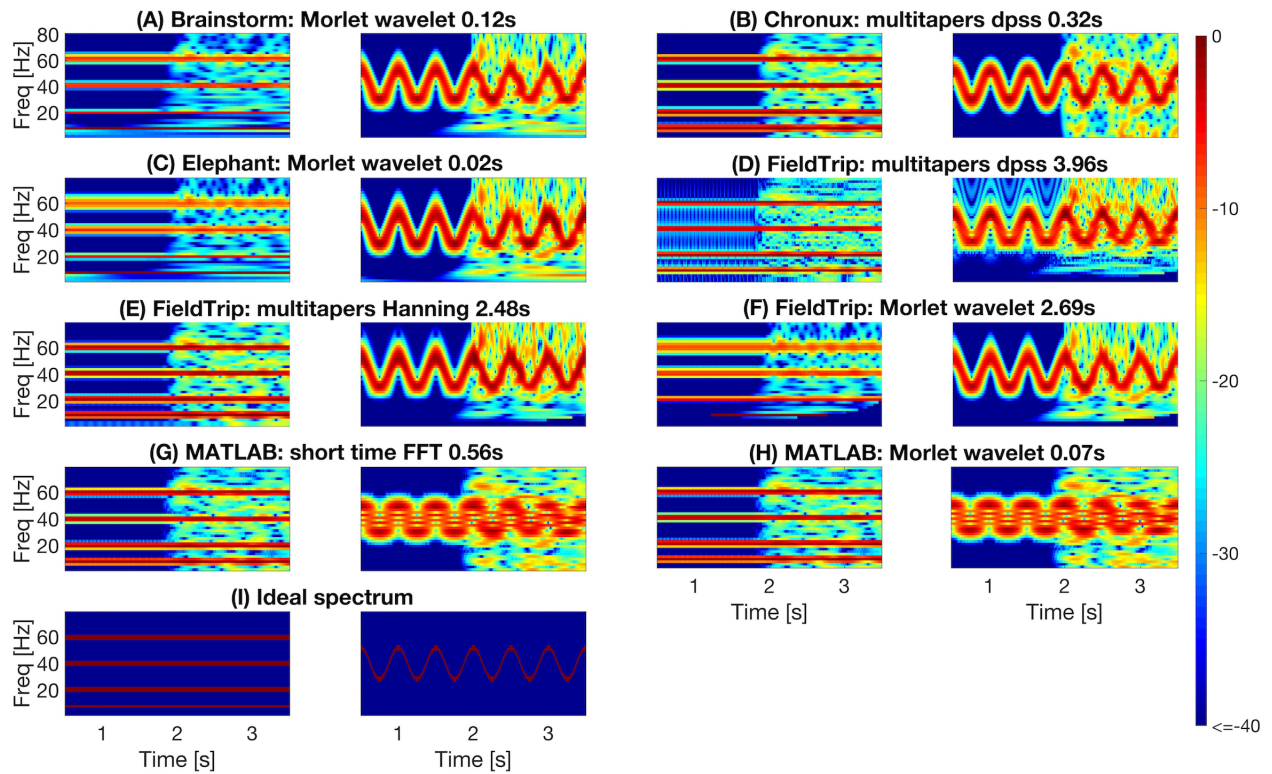 (A) Brainstorm: Morlet wavelet 0.12s
(B) Chronux: multitapers dpss 0.32s
0
80
60
40
20
Freq [Hz]
(C) Elephant: Morlet wavelet 0.02s
(D) FieldTrip: multitapers dpss 3.96s
60
40
20
Freq [Hz]
-10
(E) FieldTrip: multitapers Hanning 2.48s
(F) FieldTrip: Morlet wavelet 2.69s
60
40
20
Freq [Hz]
-20
(G) MATLAB: short time FFT 0.56s
(H) MATLAB: Morlet wavelet 0.07s
60
40
20
Freq [Hz]
-30
1 2 3
1 2 3
Time [s]
Time [s]
(I) Ideal spectrum
60
40
20
Freq [Hz]
1 2 3
1 2 3
Time [s]
Time [s]
<=-40